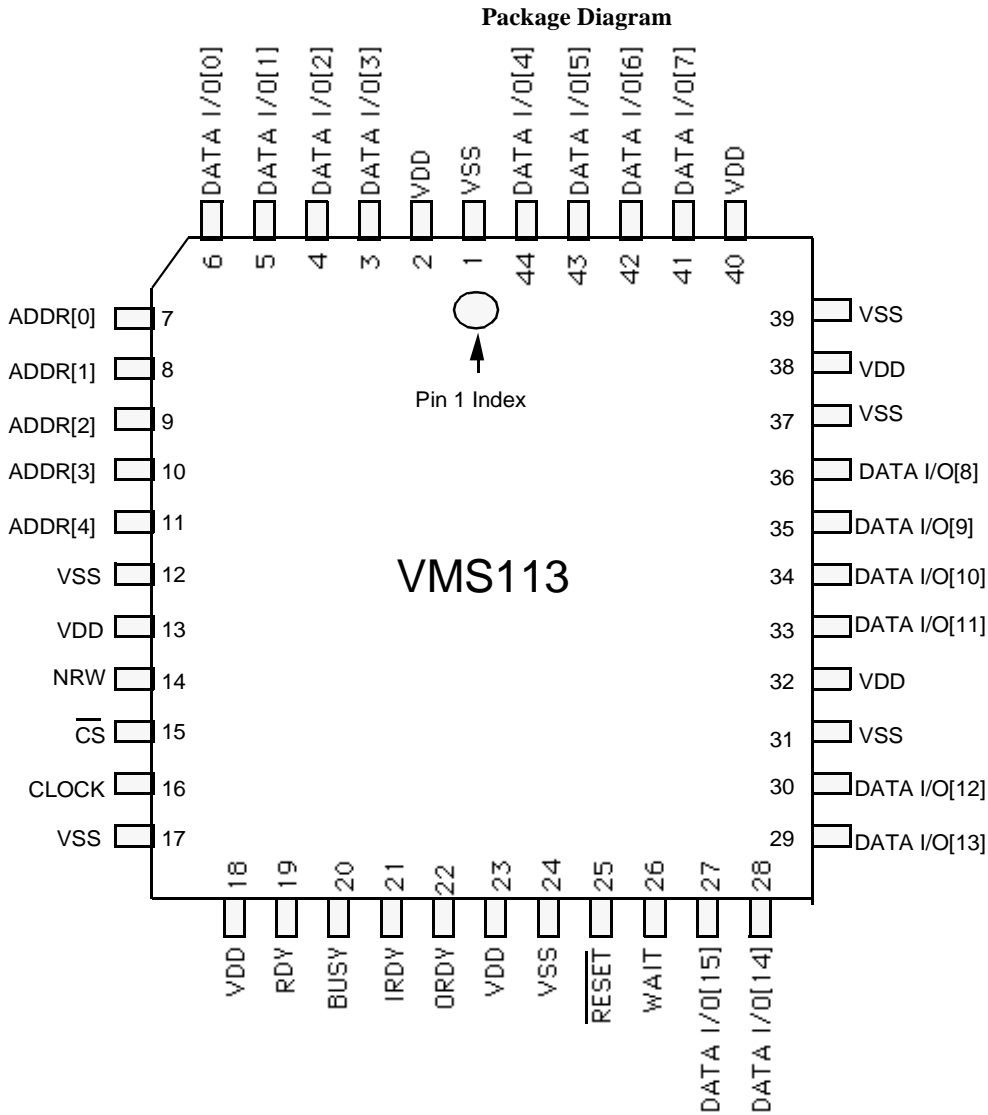 Package Diagram
DATA I/O[0]
DATA I/O[1]
DATA I/O[2]
DATA I/O[3]
VDD
VSS
DATA I/O[4]
DATA I/O[5]
DATA I/O[6]
DATA I/O[7]
VDD
6
5
4
3
2
1
44
43
42
41
40
ADDR[0] 7
ADDR[1] 8
ADDR[2] 9
ADDR[3] 10
ADDR[4] 11
VSS 12
VDD 13
NRW 14
CS 15
CLOCK 16
VSS 17
Pin 1 Index
VMS113
39 VSS
38 VDD
37 VSS
36 DATA I/O[8]
35 DATA I/O[9]
34 DATA I/O[10]
33 DATA I/O[11]
32 VDD
31 VSS
30 DATA I/O[12]
29 DATA I/O[13]
18
19
20
21
22
23
24
25
26
27
28
VDD
RDY
BUSY
IRDY
ORDY
VDD
VSS
RESET
WAIT
DATA I/O[15]
DATA I/O[14]